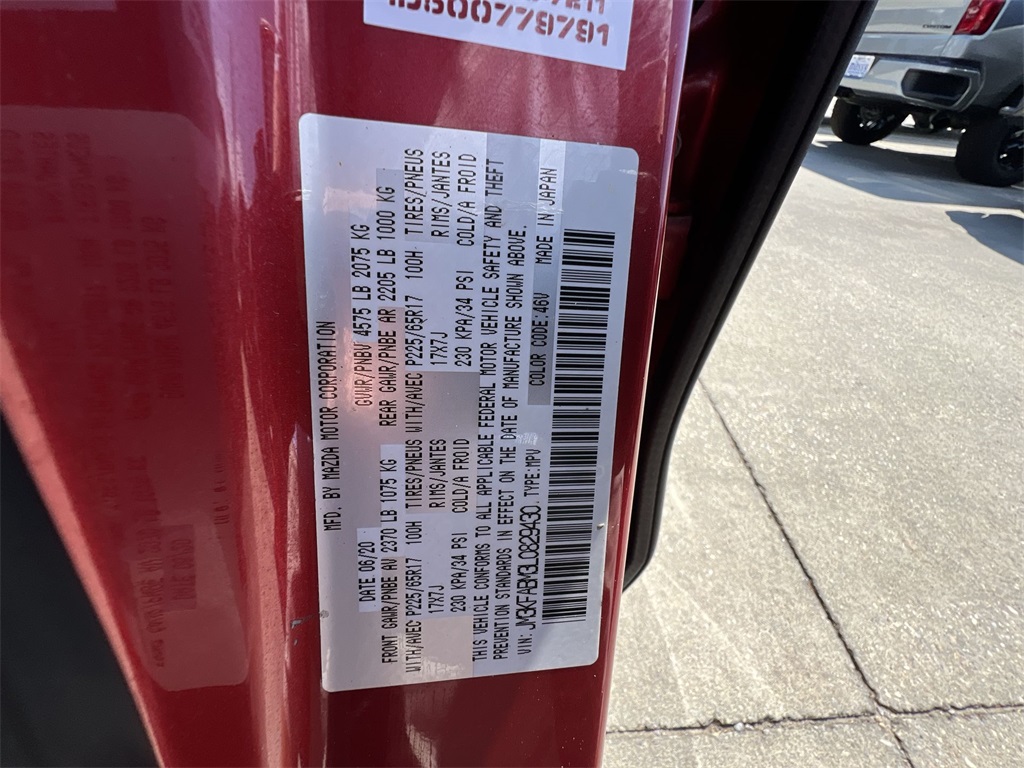 1D500778781
MFD. BY MAZDA MOTOR CORPORATION
DATE 06/20 GVWR/PNBV 4575 LB 2075 KG
FRONT GAWR/PNBE AV 2370 LB 1075 KG REAR GAWR/PNBE AR 2205 LB 1000 KG
WITH/AVEC P225/65R17 100H TIRES/PNEUS WITH/AVEC P225/65R17 100H TIRES/PNEUS
17X7J RIMS/JANTES 17X7J RIMS/JANTES
230 KPA/34 PSI COLD/A FROID 230 KPA/34 PSI COLD/A FROID
THIS VEHICLE CONFORMS TO ALL APPLICABLE FEDERAL MOTOR VEHICLE SAFETY AND THEFT
PREVENTION STANDARDS IN EFFECT ON THE DATE OF MANUFACTURE SHOWN ABOVE.
VIN: JM3KFABM3L0829430 TYPE:MPV COLOR CODE:46V MADE IN JAPAN
CUSTOM